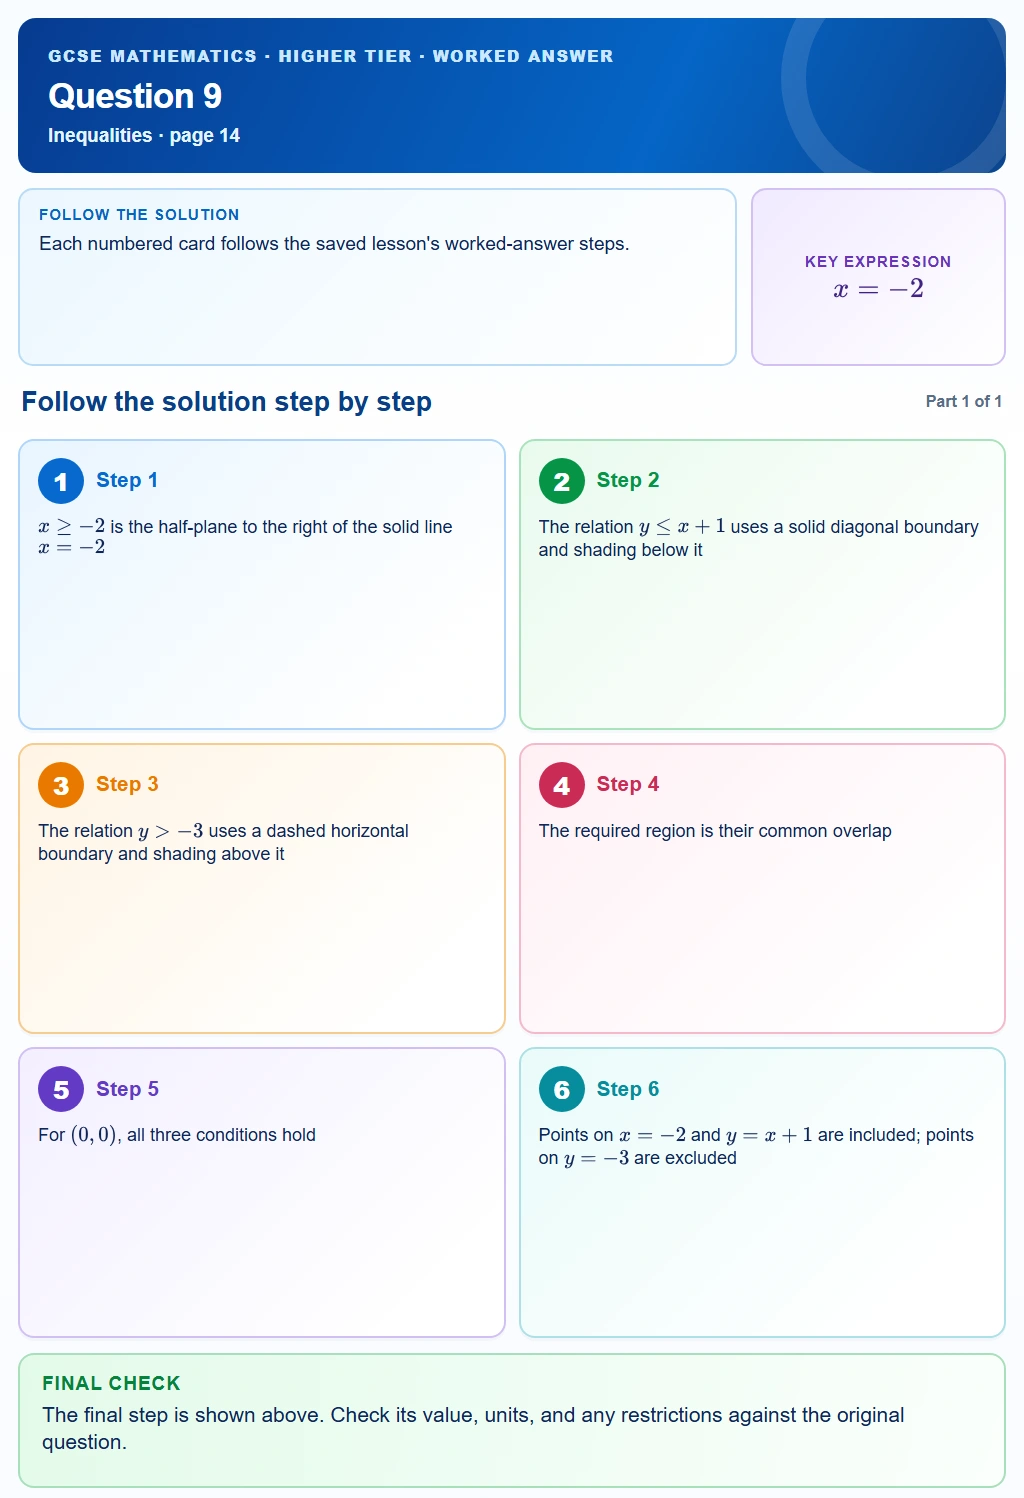 GCSE MATHEMATICS · HIGHER TIER · WORKED ANSWER
Question 9
Inequalities · page 14
FOLLOW THE SOLUTION
Each numbered card follows the saved lesson's worked-answer steps.
KEY EXPRESSION
x = −2
Follow the solution step by step
Part 1 of 1
1 Step 1
x ≥ −2 is the half-plane to the right of the solid line
x = −2
2 Step 2
The relation y ≤ x + 1 uses a solid diagonal boundary
and shading below it
3 Step 3
The relation y > −3 uses a dashed horizontal
boundary and shading above it
4 Step 4
The required region is their common overlap
5 Step 5
For (0, 0), all three conditions hold
6 Step 6
Points on x = −2 and y = x + 1 are included; points
on y = −3 are excluded
FINAL CHECK
The final step is shown above. Check its value, units, and any restrictions against the original
question.